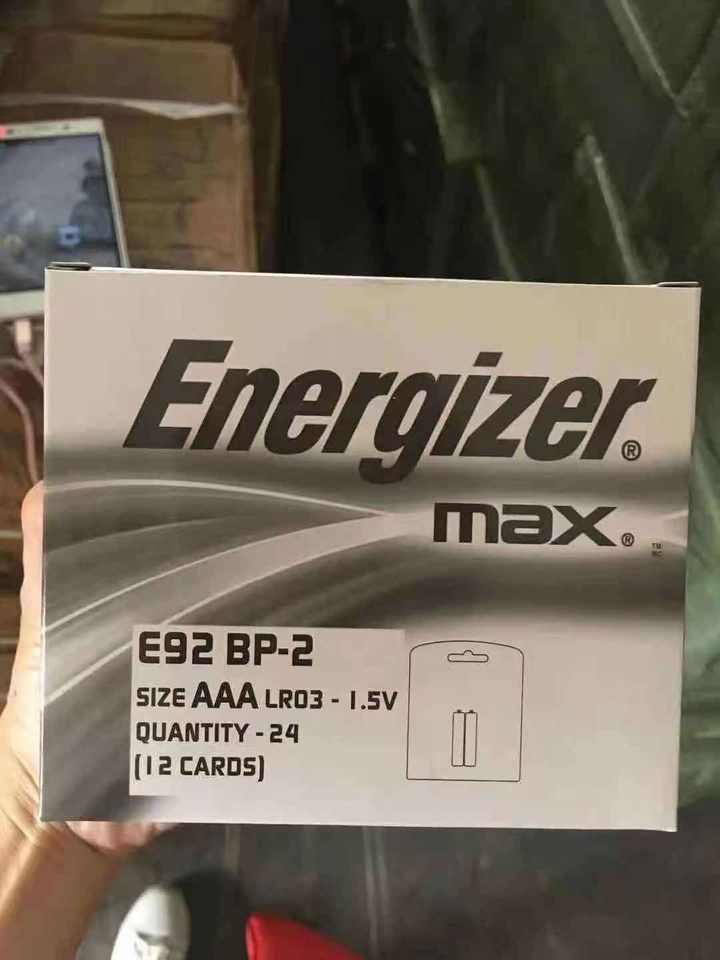 Energizer®
max®
E92 BP-2
SIZE AAA LR03 - 1.5V
QUANTITY - 24
(12 CARDS)